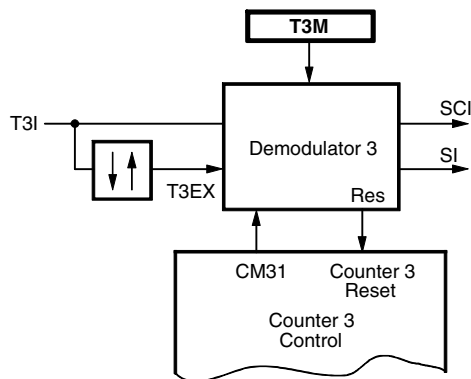 T3M
T3I
Demodulator 3
SCI
SI
T3EX
Res
CM31
Counter 3
Reset
Counter 3
Control